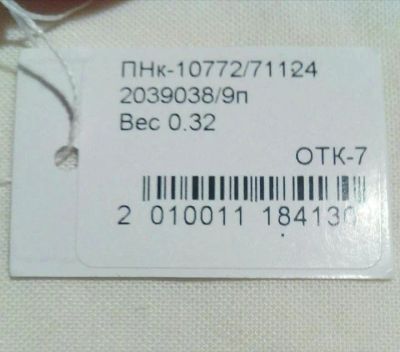 ПНк-10772/71124
2039038/9п
Вес 0.32
ОТК-7
2 010011 184130